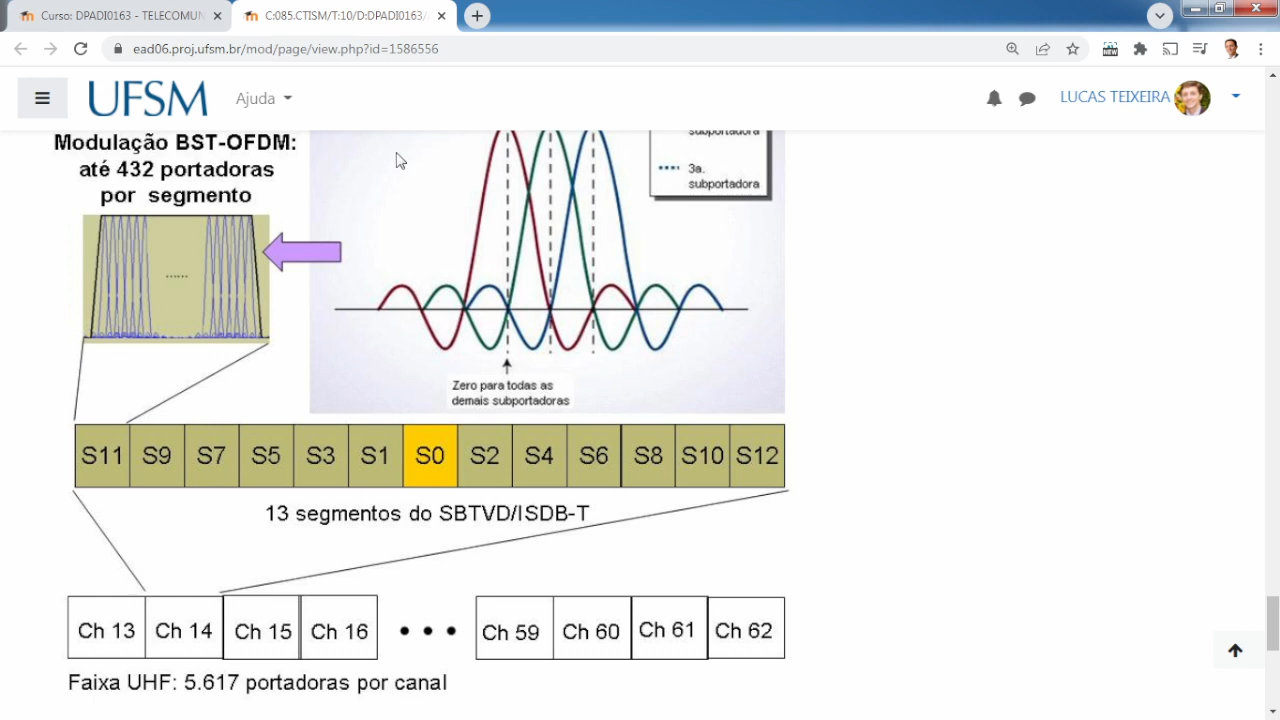 Curso: DPADI0163 - TELECOMUN
C:085.CTISM/T:10/D:DPADI0163/
ead06.proj.ufsm.br/mod/page/view.php?id=1586556
NEW
UFSM
Ajuda
LUCAS TEIXEIRA
Modulação BST-OFDM:
até 432 portadoras
por segmento
......
subportadora
3a.
subportadora
Zero para todas as
demais subportadoras
S11 S9 S7 S5 S3 S1 S0 S2 S4 S6 S8 S10 S12
13 segmentos do SBTVD/ISDB-T
Ch 13 Ch 14 Ch 15 Ch 16 • • • Ch 59 Ch 60 Ch 61 Ch 62
Faixa UHF: 5.617 portadoras por canal